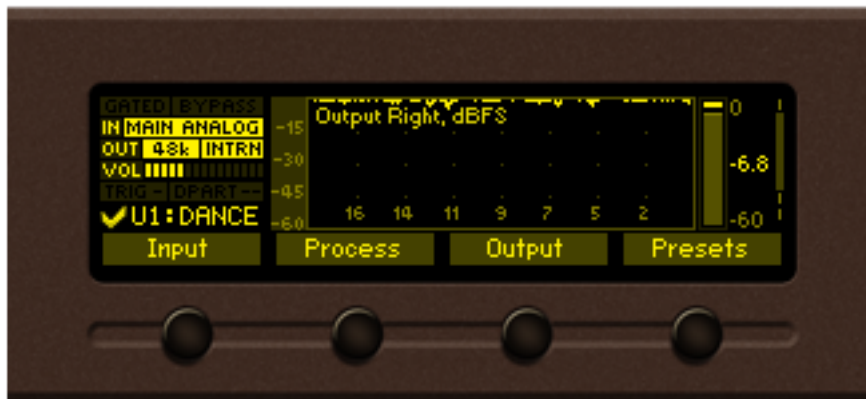 GATED BYPASS
IN MAIN ANALOG
OUT 48k INTRN
VOL
TRIG - DPART --
U1:DANCE
-15
-30
-45
-60
Output Right, dBFS
16 14 11 9 7 5 2
0
-6.8
-60
Input Process Output Presets